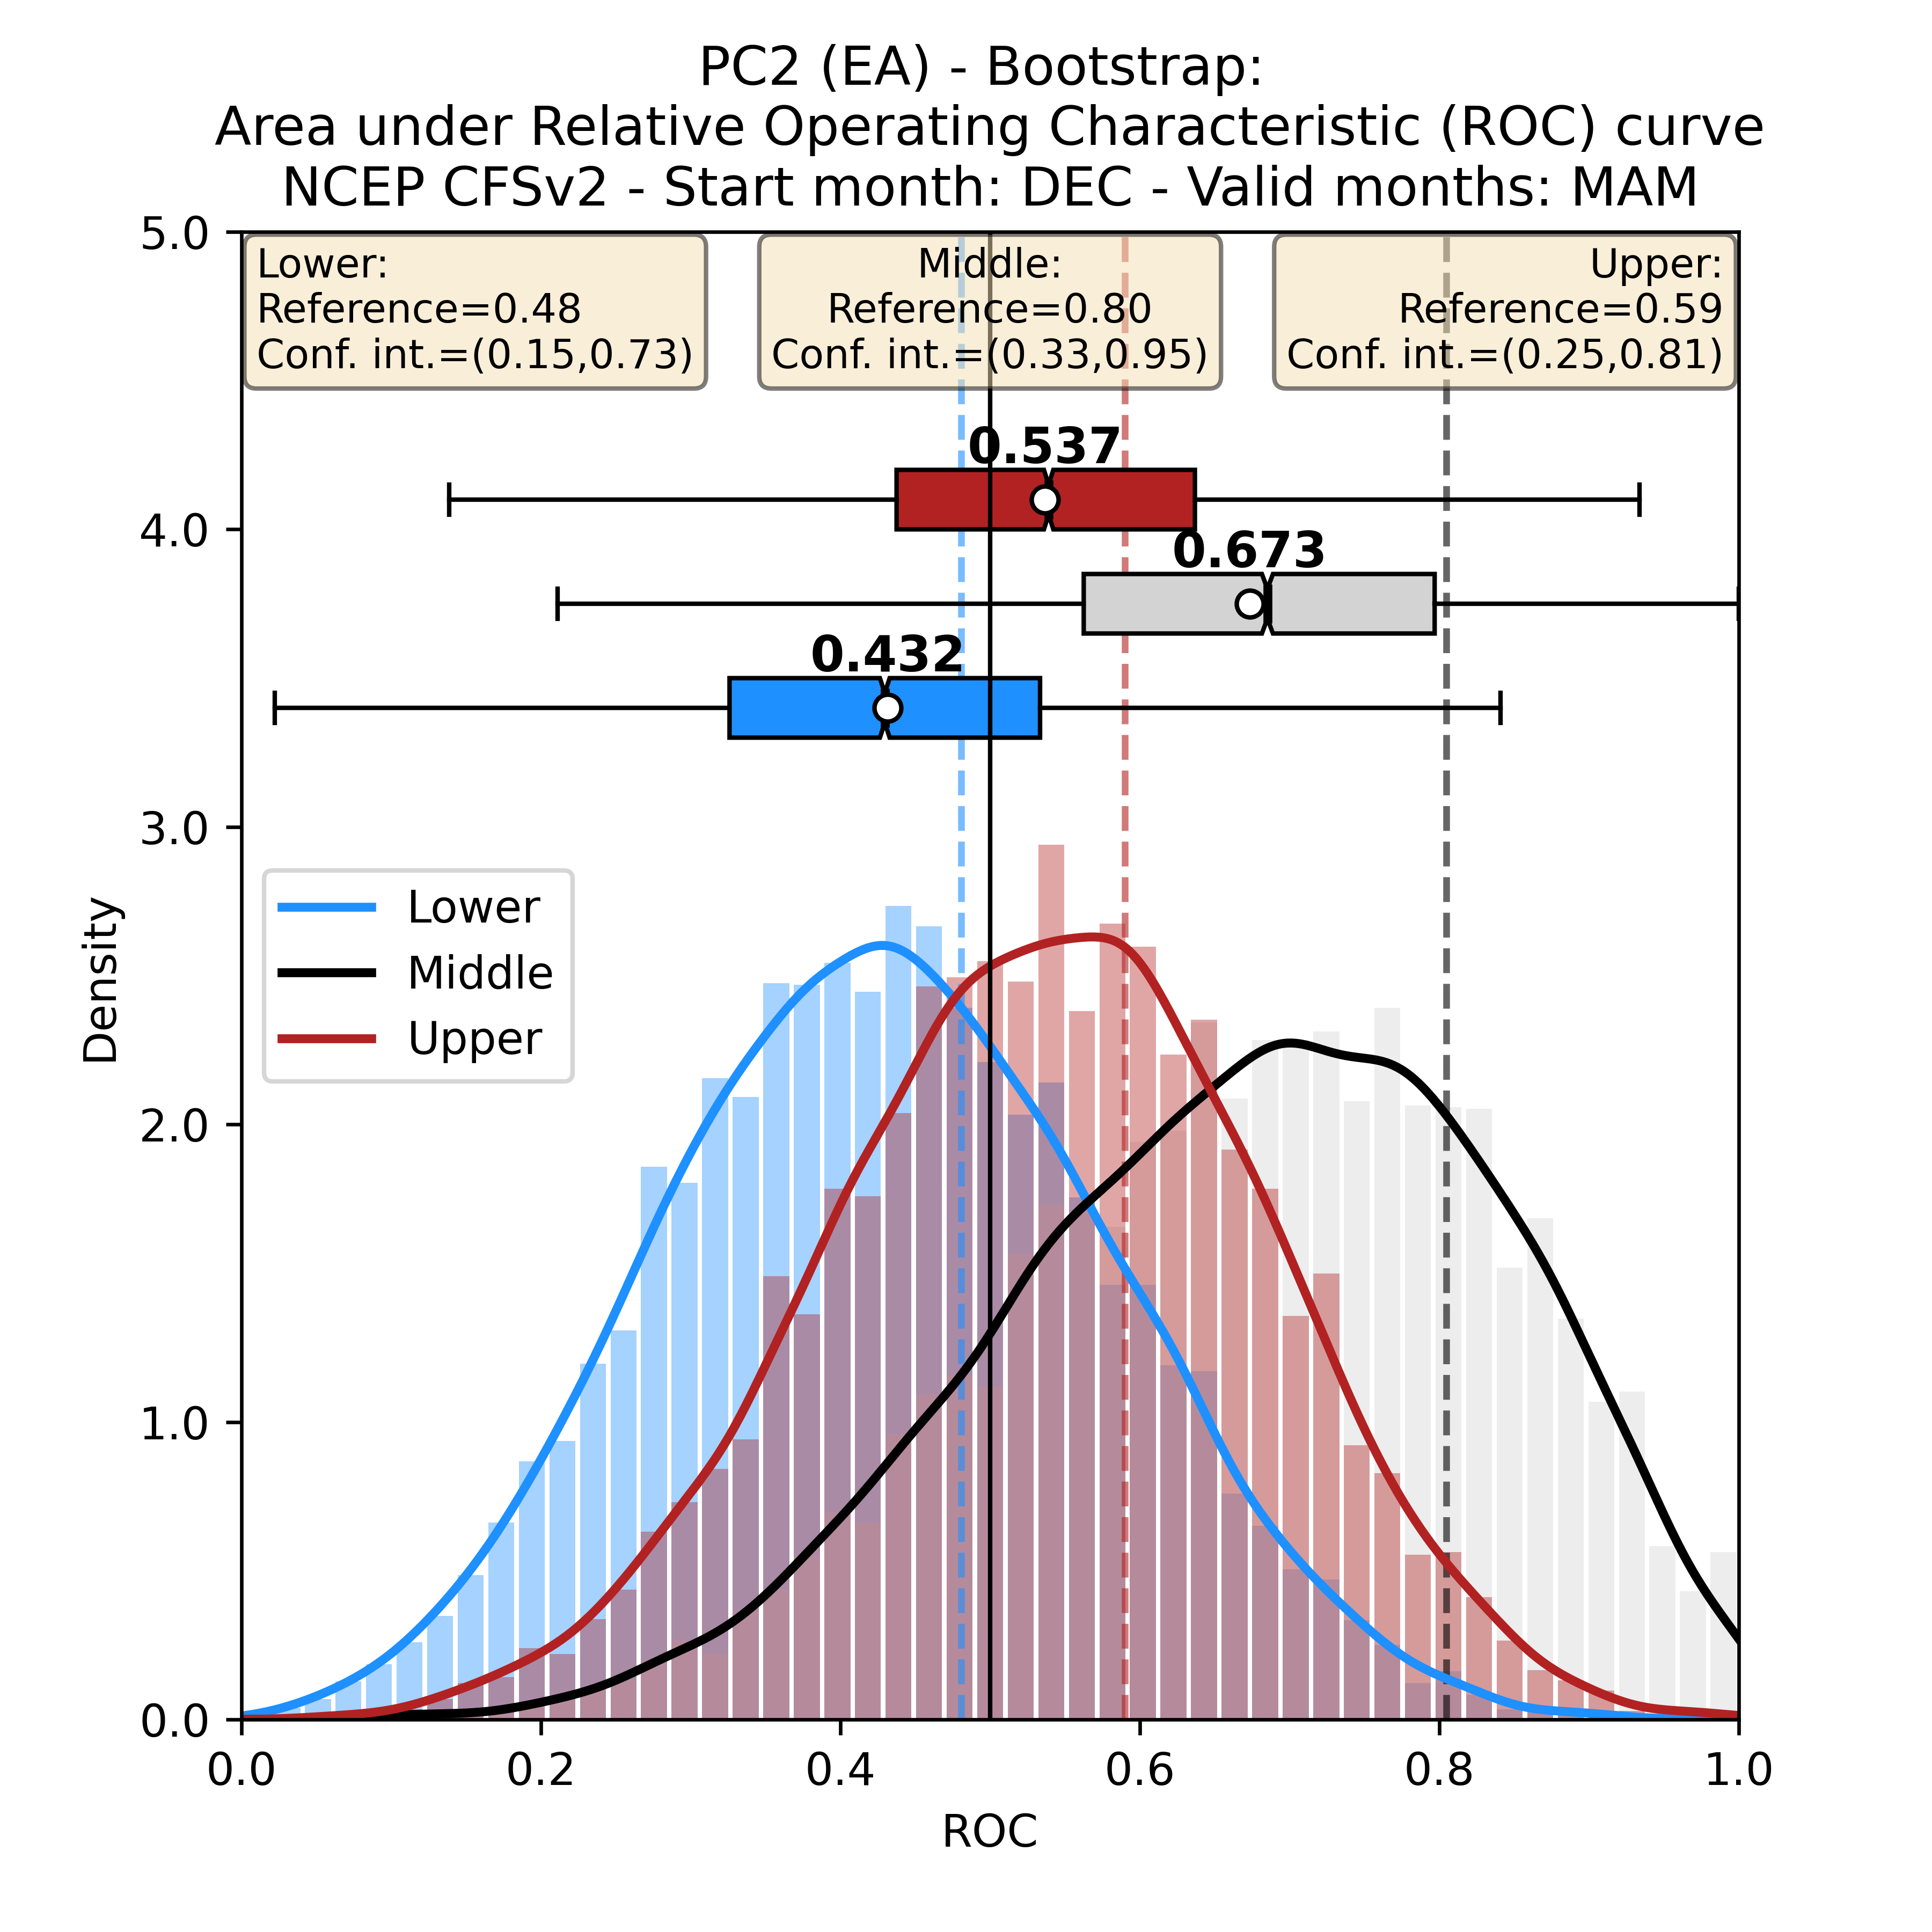 PC2 (EA) - Bootstrap:
Area under Relative Operating Characteristic (ROC) curve
NCEP CFSv2 - Start month: DEC - Valid months: MAM
Lower:
Reference=0.48
Conf. int.=(0.15,0.73)
Middle:
Reference=0.80
Conf. int.=(0.33,0.95)
Upper:
Reference=0.59
Conf. int.=(0.25,0.81)
0.537
0.673
0.432
Lower
Middle
Upper
Density
5.0
4.0
3.0
2.0
1.0
0.0
0.0
0.2
0.4
0.6
0.8
1.0
ROC